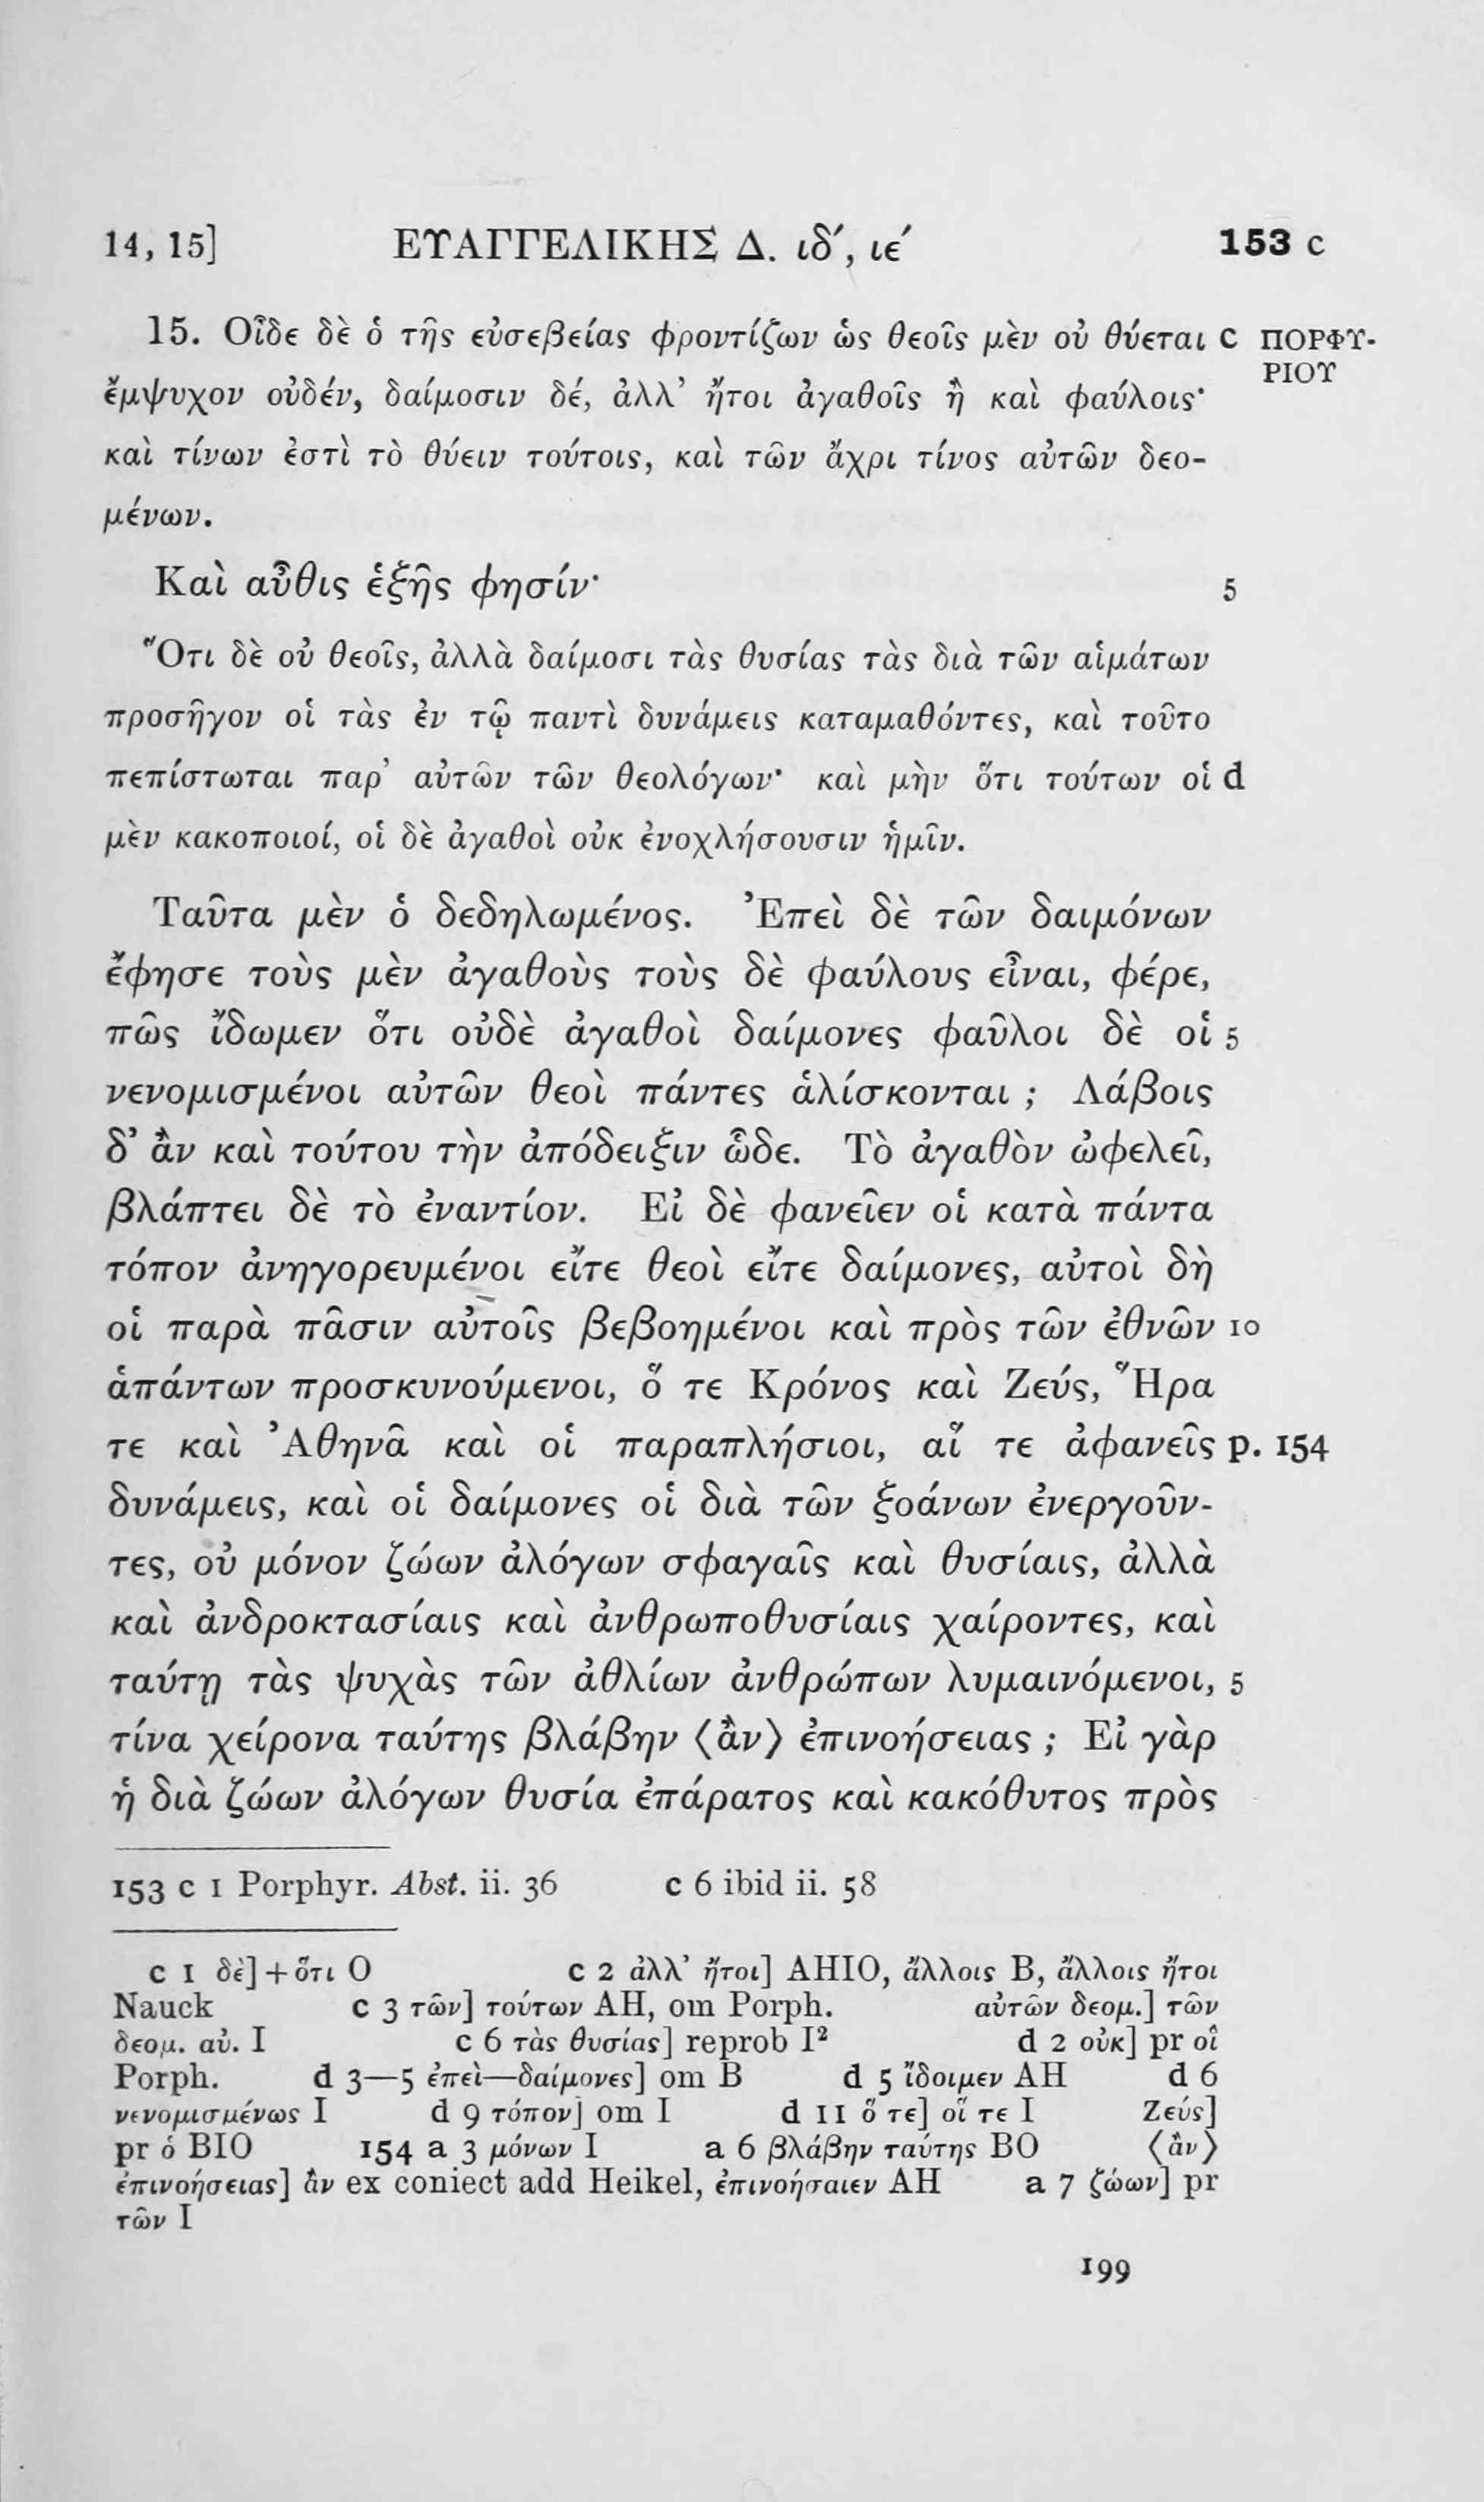 14, 15] ΕΥΑΓΓΕΛΙΚΗΣ Δ. ιδ΄, ιε΄ 153 c
15. Οἶδε δὲ ὁ τῆς εὐσεβείας φροντίζων ὡς θεοῖς μὲν οὐ θύεται c ΠΟΡΦΥ-
ΡΙΟΥ
ἔμψυχον οὐδέν, δαίμοσιν δέ, ἀλλ’ ἤτοι ἀγαθοῖς ἢ καὶ φαύλοις·
καὶ τίνων ἐστὶ τὸ θύειν τούτοις, καὶ τῶν ἄχρι τίνος αὐτῶν δεο-
μένων.
Καὶ αὖθις ἑξῆς φησίν· 5
Ὅτι δὲ οὐ θεοῖς, ἀλλὰ δαίμοσι τὰς θυσίας τὰς διὰ τῶν αἱμάτων
προσῆγον οἱ τὰς ἐν τῷ παντὶ δυνάμεις καταμαθόντες, καὶ τοῦτο
πεπίστωται παρ’ αὐτῶν τῶν θεολόγων· καὶ μὴν ὅτι τούτων οἱ d
μὲν κακοποιοί, οἱ δὲ ἀγαθοὶ οὐκ ἐνοχλήσουσιν ἡμῖν.
Ταῦτα μὲν ὁ δεδηλωμένος. Ἐπεὶ δὲ τῶν δαιμόνων
ἔφησε τοὺς μὲν ἀγαθοὺς τοὺς δὲ φαύλους εἶναι, φέρε,
πῶς ἴδωμεν ὅτι οὐδὲ ἀγαθοὶ δαίμονες φαῦλοι δὲ οἱ 5
νενομισμένοι αὐτῶν θεοὶ πάντες ἁλίσκονται ; Λάβοις
δ’ ἂν καὶ τούτου τὴν ἀπόδειξιν ὧδε. Τὸ ἀγαθὸν ὠφελεῖ,
βλάπτει δὲ τὸ ἐναντίον. Εἰ δὲ φανεῖεν οἱ κατὰ πάντα
τόπον ἀνηγορευμένοι εἴτε θεοὶ εἴτε δαίμονες, αὐτοὶ δὴ
οἱ παρὰ πᾶσιν αὐτοῖς βεβοημένοι καὶ πρὸς τῶν ἐθνῶν 10
ἁπάντων προσκυνούμενοι, ὅ τε Κρόνος καὶ Ζεύς, Ἥρα
τε καὶ Ἀθηνᾶ καὶ οἱ παραπλήσιοι, αἵ τε ἀφανεῖς p. 154
δυνάμεις, καὶ οἱ δαίμονες οἱ διὰ τῶν ξοάνων ἐνεργοῦν-
τες, οὐ μόνον ζώων ἀλόγων σφαγαῖς καὶ θυσίαις, ἀλλὰ
καὶ ἀνδροκτασίαις καὶ ἀνθρωποθυσίαις χαίροντες, καὶ
ταύτῃ τὰς ψυχὰς τῶν ἀθλίων ἀνθρώπων λυμαινόμενοι, 5
τίνα χείρονα ταύτης βλάβην ⟨ἂν⟩ ἐπινοήσειας ; Εἰ γὰρ
ἡ διὰ ζώων ἀλόγων θυσία ἐπάρατος καὶ κακόθυτος πρὸς
153 c 1 Porphyr. Abst. ii. 36 c 6 ibid ii. 58
c 1 δὲ] + ὅτι O c 2 ἀλλ’ ἤτοι] AHIO, ἄλλοις B, ἄλλοις ἤτοι
Nauck c 3 τῶν] τούτων AH, om Porph. αὐτῶν δεομ.] τῶν
δεομ. αὐ. I c 6 τὰς θυσίας] reprob I² d 2 οὐκ] pr οἳ
Porph. d 3—5 ἐπεὶ—δαίμονες] om B d 5 ἴδοιμεν AH d 6
νενομισμένως I d 9 τόπον] om I d 11 ὅ τε] οἵ τε I Ζεύς]
pr ὁ BIO 154 a 3 μόνων I a 6 βλάβην ταύτης BO ⟨ἂν⟩
ἐπινοήσειας] ἂν ex coniect add Heikel, ἐπινοήσαιεν AH a 7 ζώων] pr
τῶν I
199